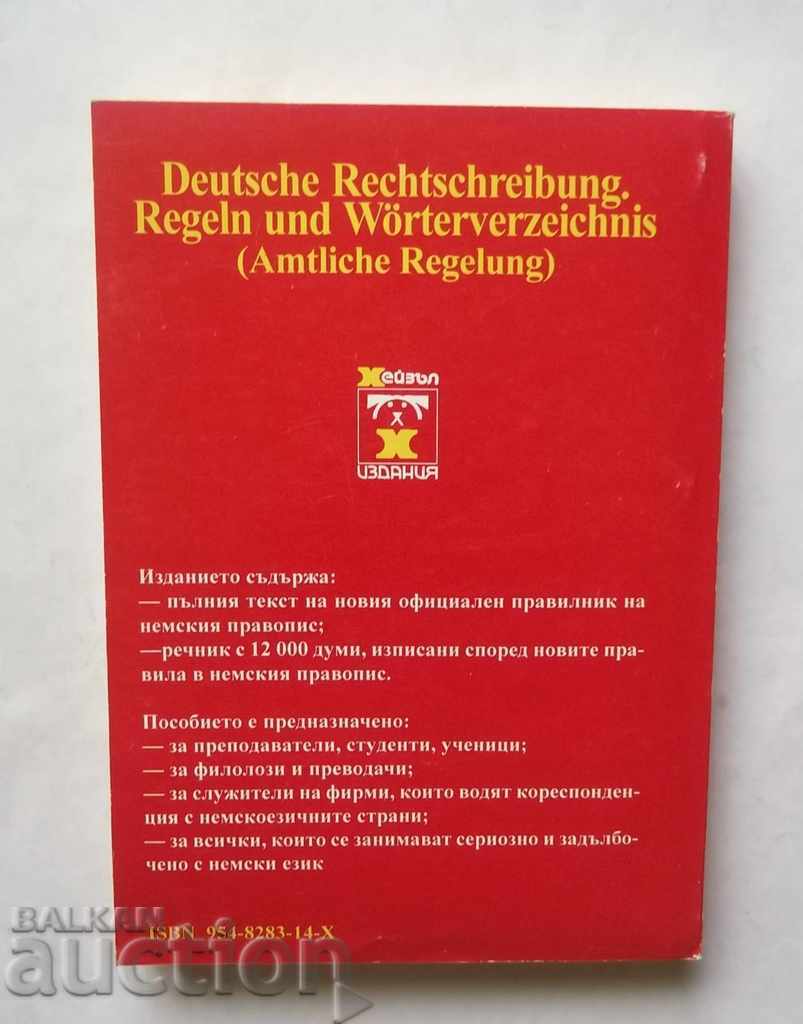 Deutsche Rechtschreibung.
Regeln und Wörterverzeichnis
(Amtliche Regelung)
Хейзъл
Х
ИЗДАНИЯ
Изданието съдържа:
— пълния текст на новия официален правилник на
немския правопис;
—речник с 12 000 думи, изписани според новите пра-
вила в немския правопис.
Пособието е предназначено:
— за преподаватели, студенти, ученици;
— за филолози и преводачи;
— за служители на фирми, които водят кореспонден-
ция с немскоезичните страни;
— за всички, които се занимават сериозно и задълбо-
чено с немски език
ISBN 954-8283-14-X
BALKAN
auction